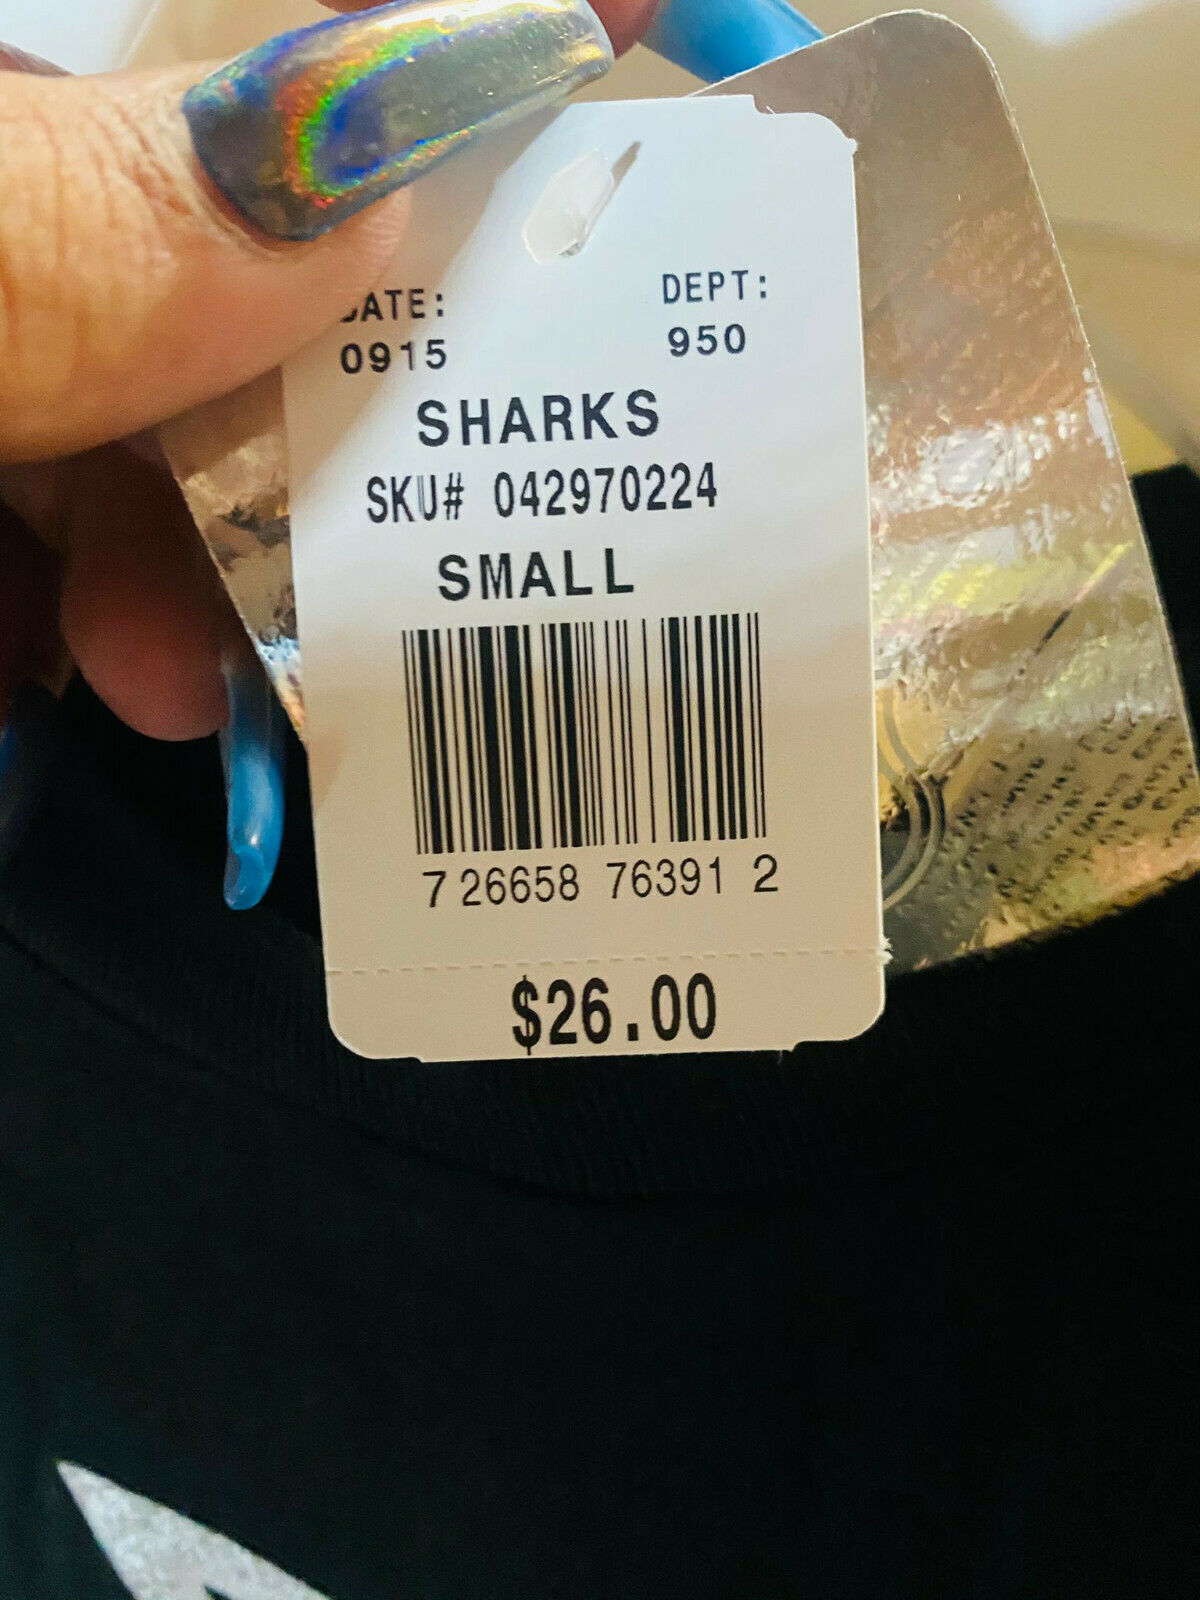 DATE: DEPT:
0915 950
SHARKS
SKU# 042970224
SMALL
7 26658 76391 2
$26.00